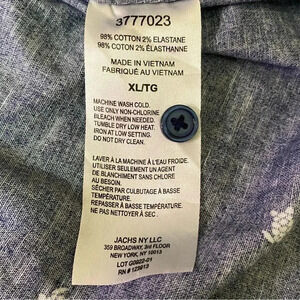 3777023
98% COTTON 2% ELASTANE
98% COTON 2% ÉLASTHANNE
MADE IN VIETNAM
FABRIQUÉ AU VIETNAM
XL/TG
MACHINE WASH COLD.
USE ONLY NON-CHLORINE
BLEACH WHEN NEEDED.
TUMBLE DRY LOW HEAT.
IRON AT LOW SETTING.
DO NOT DRY CLEAN.
LAVER À LA MACHINE À L'EAU FROIDE.
UTILISER SEULEMENT UN AGENT
DE BLANCHIMENT SANS CHLORE
AU BESOIN.
SÉCHER PAR CULBUTAGE À BASSE
TEMPÉRATURE.
REPASSER À BASSE TEMPÉRATURE.
NE PAS NETTOYER À SEC.
JACHS NY LLC
359 BROADWAY, 3rd FLOOR
NEW YORK, NY 10013
LOT G0922-01
RN # 123913